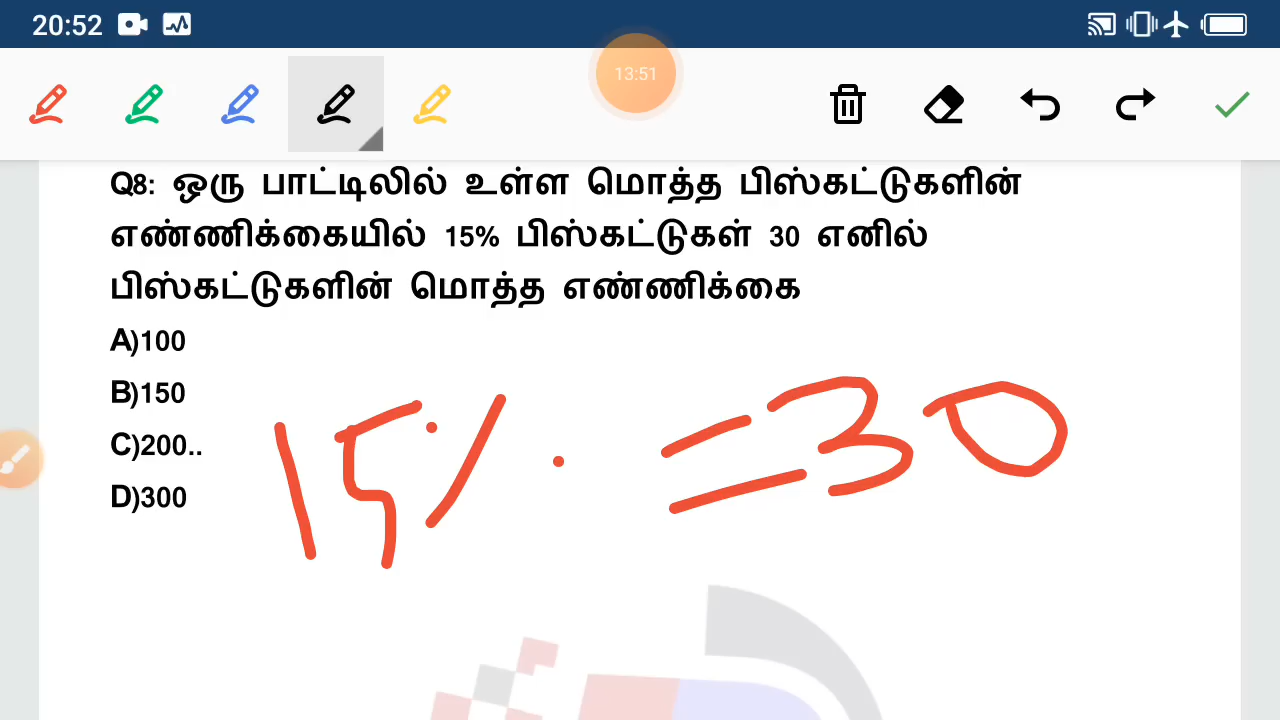 20:52
13:51
Q8: ஒரு பாட்டிலில் உள்ள மொத்த பிஸ்கட்டுகளின்
எண்ணிக்கையில் 15% பிஸ்கட்டுகள் 30 எனில்
பிஸ்கட்டுகளின் மொத்த எண்ணிக்கை
A)100
B)150
C)200..
D)300
15% = 30